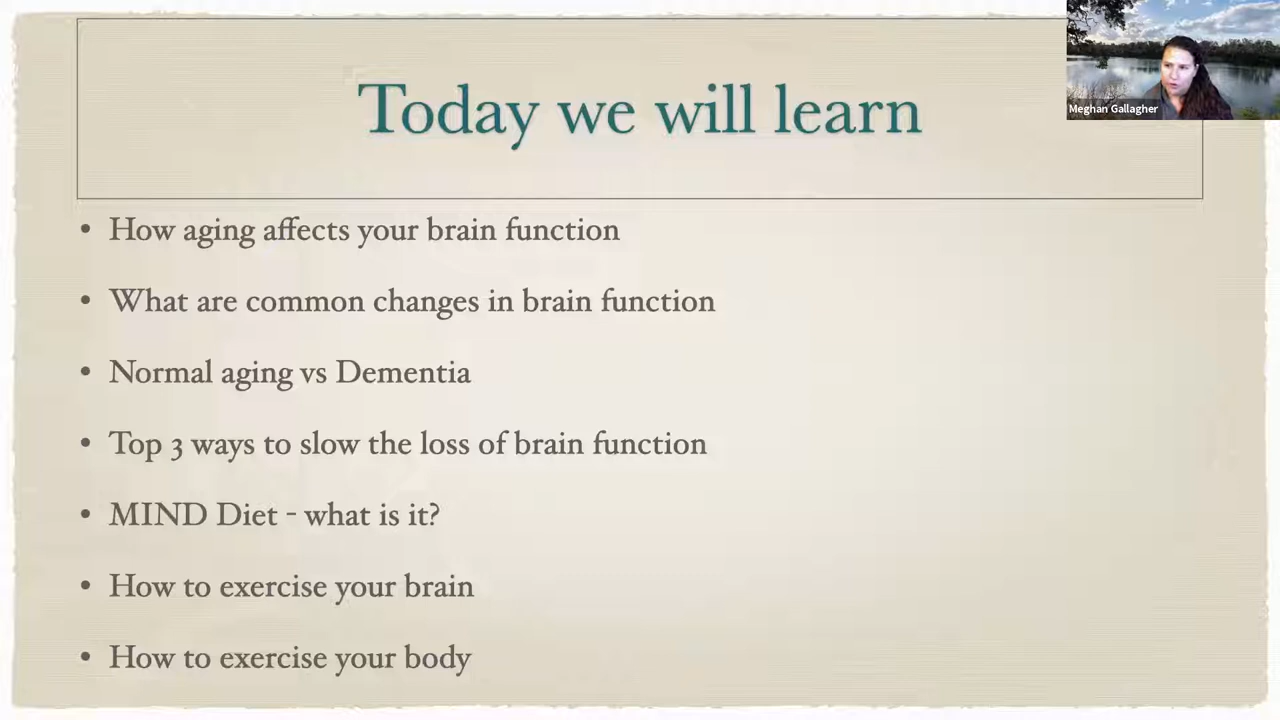 Today we will learn
Meghan Gallagher
• How aging affects your brain function
• What are common changes in brain function
• Normal aging vs Dementia
• Top 3 ways to slow the loss of brain function
• MIND Diet - what is it?
• How to exercise your brain
• How to exercise your body